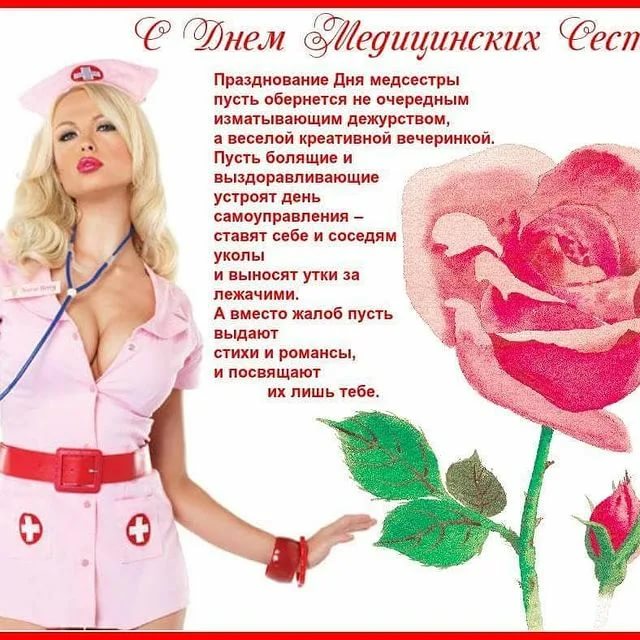 С Днем Медицинских Сест
Празднование Дня медсестры
пусть обернется не очередным
изматывающим дежурством,
а веселой креативной вечеринкой.
Пусть болящие и
выздоравливающие
устроят день
самоуправления –
ставят себе и соседям
уколы
и выносят утки за
лежачими.
А вместо жалоб пусть
выдают
стихи и романсы,
и посвящают
их лишь тебе.